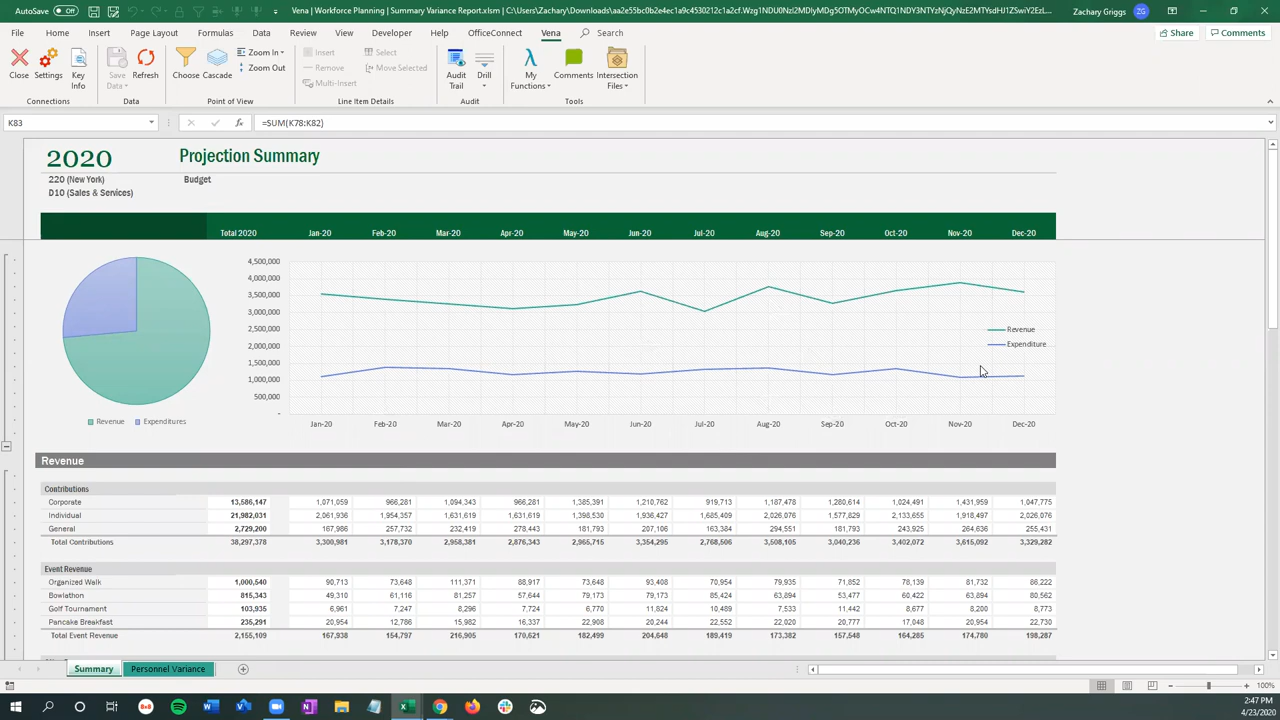 AutoSave Off
Vena | Workforce Planning | Summary Variance Report.xlsm | C:\Users\Zachary\Downloads\
Zachary Griggs
ZG
File Home Insert Page Layout Formulas Data Review View Developer Help OfficeConnect Vena Search
Share Comments
Close Settings Key Info
Connections
Save Data Refresh
Data
Choose Cascade Zoom In Zoom Out
Point of View
Insert Select
Remove Move Selected
Multi-Insert
Line Item Details
Audit Trail Drill
Audit
My Functions Comments Intersection Files
Tools
K83
fx =SUM(K78:K82)
2020 Projection Summary
220 (New York) Budget
D10 (Sales & Services)
Total 2020 Jan-20 Feb-20 Mar-20 Apr-20 May-20 Jun-20 Jul-20 Aug-20 Sep-20 Oct-20 Nov-20 Dec-20
4,500,000
4,000,000
3,500,000
3,000,000
2,500,000
2,000,000
1,500,000
1,000,000
500,000
-
Revenue
Expenditure
Jan-20 Feb-20 Mar-20 Apr-20 May-20 Jun-20 Jul-20 Aug-20 Sep-20 Oct-20 Nov-20 Dec-20
Revenue Expenditures
Revenue
Contributions
Corporate 13,586,147 1,071,059 966,281 1,094,343 966,281 1,385,391 1,210,762 919,713 1,187,478 1,280,614 1,024,491 1,431,959 1,047,775
Individual 21,982,031 2,061,936 1,954,357 1,631,619 1,631,619 1,398,530 1,936,427 1,685,409 2,026,076 1,577,829 2,133,655 1,918,497 2,026,076
General 2,729,200 167,986 257,732 232,419 278,443 181,793 207,106 163,384 294,551 181,793 243,925 264,636 255,431
Total Contributions 38,297,378 3,300,981 3,178,370 2,958,381 2,876,343 2,965,715 3,354,295 2,768,506 3,508,105 3,040,236 3,402,072 3,615,092 3,329,282
Event Revenue
Organized Walk 1,000,540 90,713 73,648 111,371 88,917 73,648 93,408 70,954 79,935 71,852 78,139 81,732 86,222
Bowlathon 815,343 49,310 61,116 81,257 57,644 79,173 79,173 85,424 63,894 53,477 60,422 63,894 80,562
Golf Tournament 103,935 6,961 7,247 8,296 7,724 6,770 11,824 10,489 7,533 11,442 8,677 8,200 8,773
Pancake Breakfast 235,291 20,954 12,786 15,982 16,337 22,908 20,244 22,552 22,020 20,777 17,048 20,954 22,730
Total Event Revenue 2,155,109 167,938 154,797 216,905 170,621 182,499 204,648 189,419 173,382 157,548 164,285 174,780 198,287
Summary Personnel Variance
100%
2:47 PM
4/23/2020